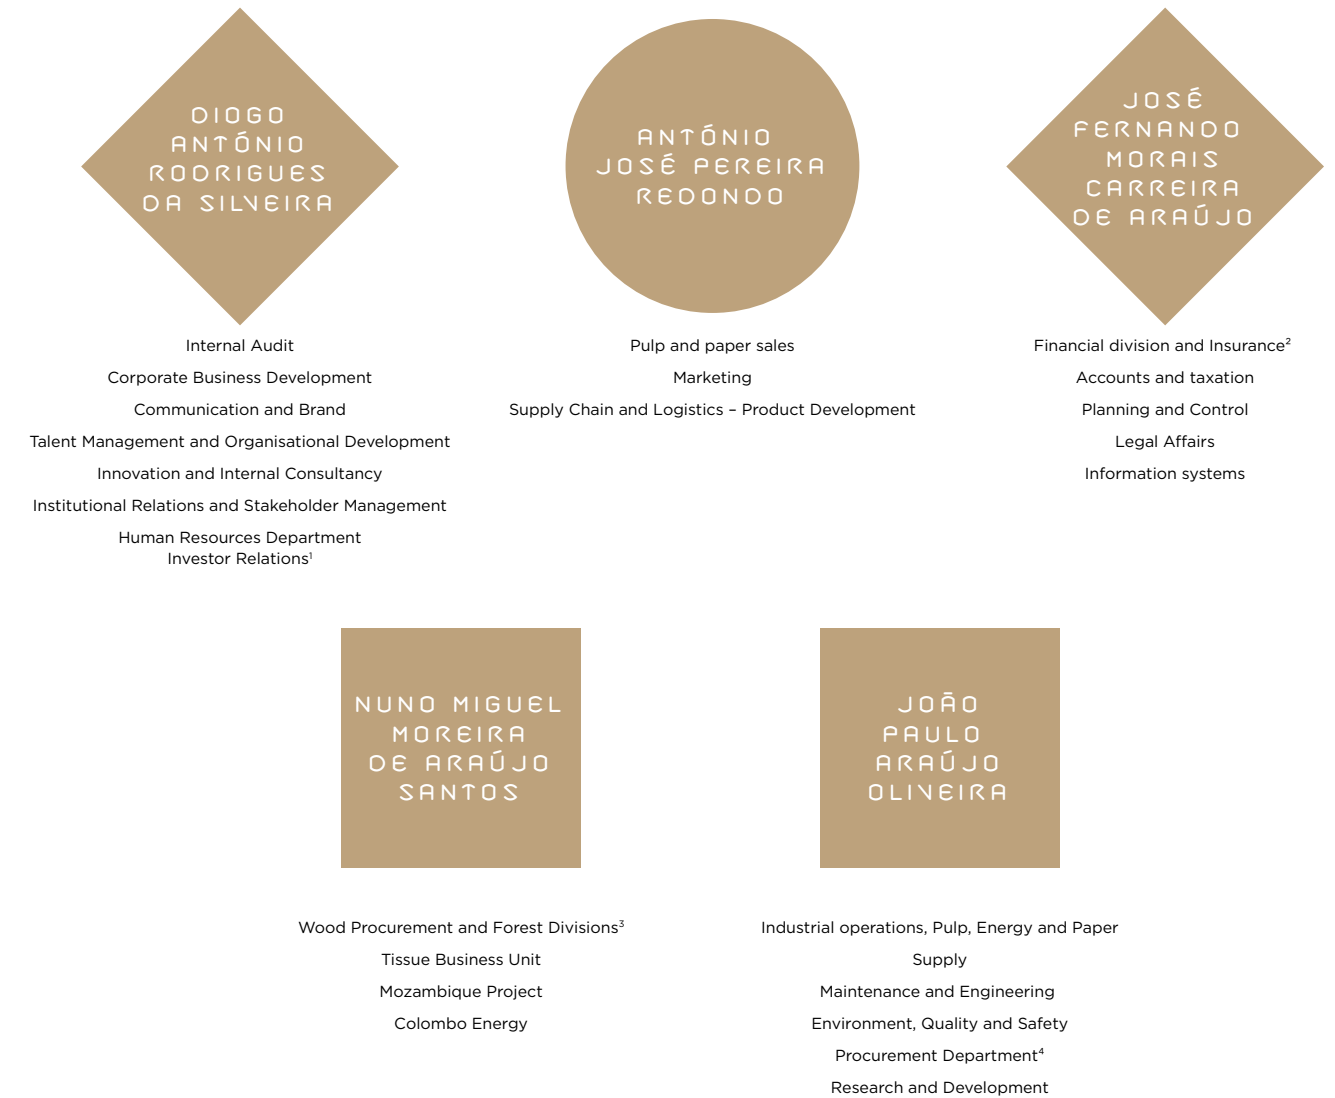 DIOGO
ANTÓNIO
RODRIGUES
DA SILVEIRA
Internal Audit
Corporate Business Development
Communication and Brand
Talent Management and Organisational Development
Innovation and Internal Consultancy
Institutional Relations and Stakeholder Management
Human Resources Department
Investor Relations¹
ANTÓNIO
JOSÉ PEREIRA
REDONDO
Pulp and paper sales
Marketing
Supply Chain and Logistics – Product Development
JOSÉ
FERNANDO
MORAIS
CARREIRA
DE ARAÚJO
Financial division and Insurance²
Accounts and taxation
Planning and Control
Legal Affairs
Information systems
NUNO MIGUEL
MOREIRA
DE ARAÚJO
SANTOS
Wood Procurement and Forest Divisions³
Tissue Business Unit
Mozambique Project
Colombo Energy
JOÃO
PAULO
ARAÚJO
OLIVEIRA
Industrial operations, Pulp, Energy and Paper
Supply
Maintenance and Engineering
Environment, Quality and Safety
Procurement Department⁴
Research and Development